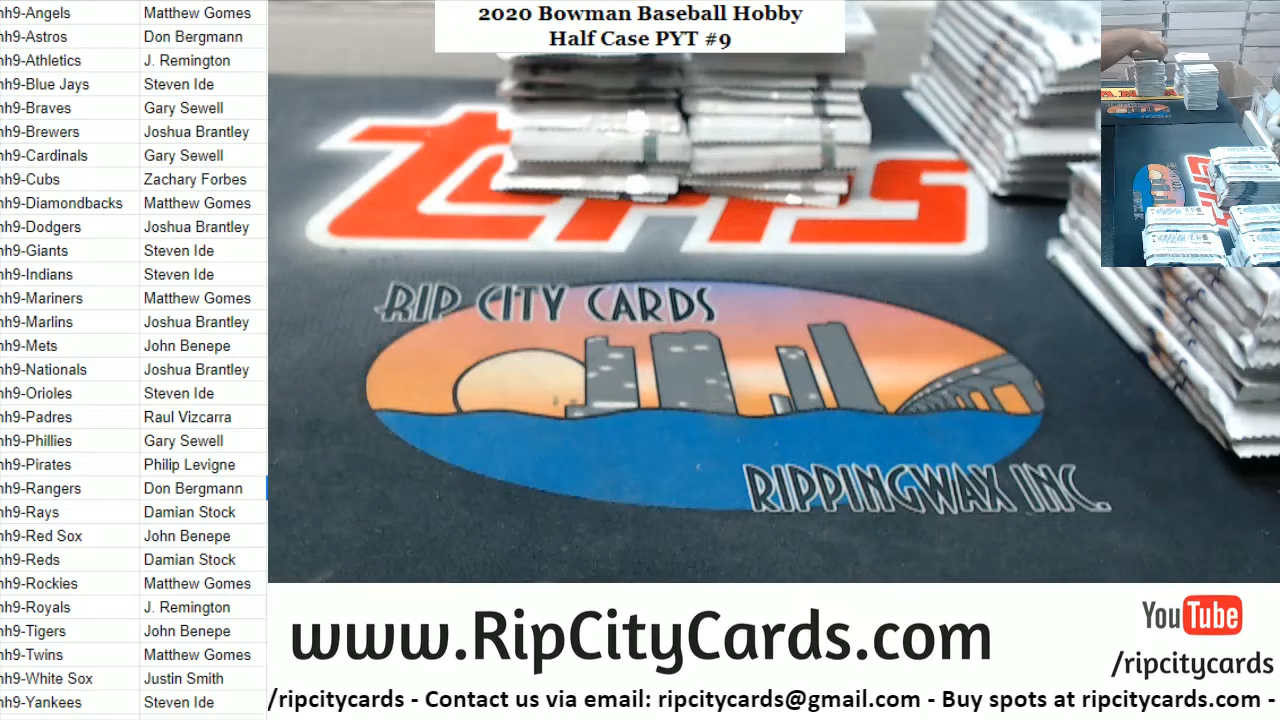 nh9-Angels Matthew Gomes
nh9-Astros Don Bergmann
nh9-Athletics J. Remington
nh9-Blue Jays Steven Ide
nh9-Braves Gary Sewell
nh9-Brewers Joshua Brantley
nh9-Cardinals Gary Sewell
nh9-Cubs Zachary Forbes
nh9-Diamondbacks Matthew Gomes
nh9-Dodgers Joshua Brantley
nh9-Giants Steven Ide
nh9-Indians Steven Ide
nh9-Mariners Matthew Gomes
nh9-Marlins Joshua Brantley
nh9-Mets John Benepe
nh9-Nationals Joshua Brantley
nh9-Orioles Steven Ide
nh9-Padres Raul Vizcarra
nh9-Phillies Gary Sewell
nh9-Pirates Philip Levigne
nh9-Rangers Don Bergmann
nh9-Rays Damian Stock
nh9-Red Sox John Benepe
nh9-Reds Damian Stock
nh9-Rockies Matthew Gomes
nh9-Royals J. Remington
nh9-Tigers John Benepe
nh9-Twins Matthew Gomes
nh9-White Sox Justin Smith
nh9-Yankees Steven Ide
2020 Bowman Baseball Hobby
Half Case PYT #9
RIP CITY CARDS
RIPPINGWAX INC.
www.RipCityCards.com
YouTube
/ripcitycards
/ripcitycards - Contact us via email: ripcitycards@gmail.com - Buy spots at ripcitycards.com -